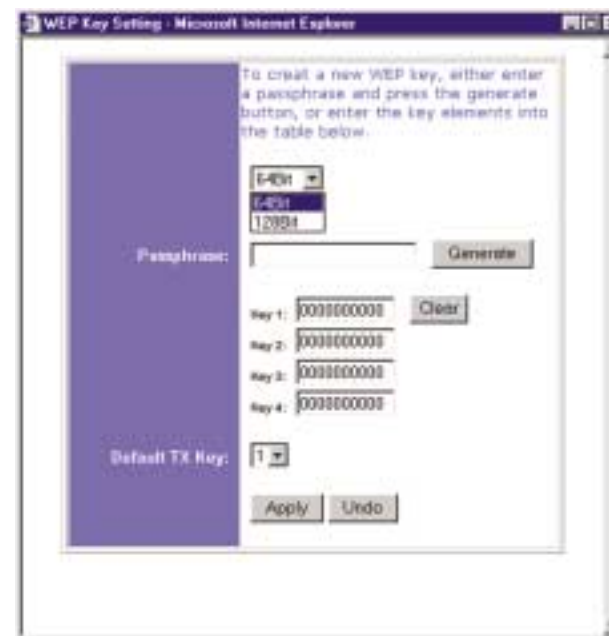 WEP Key Setting - Microsoft Internet Explorer
To creat a new WEP key, either enter
a passphrase and press the generate
button, or enter the key elements into
the table below.
64Bit
64Bit
128Bit
Passphrase:
Generate
Key 1: 0000000000 Clear
Key 2: 0000000000
Key 3: 0000000000
Key 4: 0000000000
Default TX Key: 1
Apply Undo